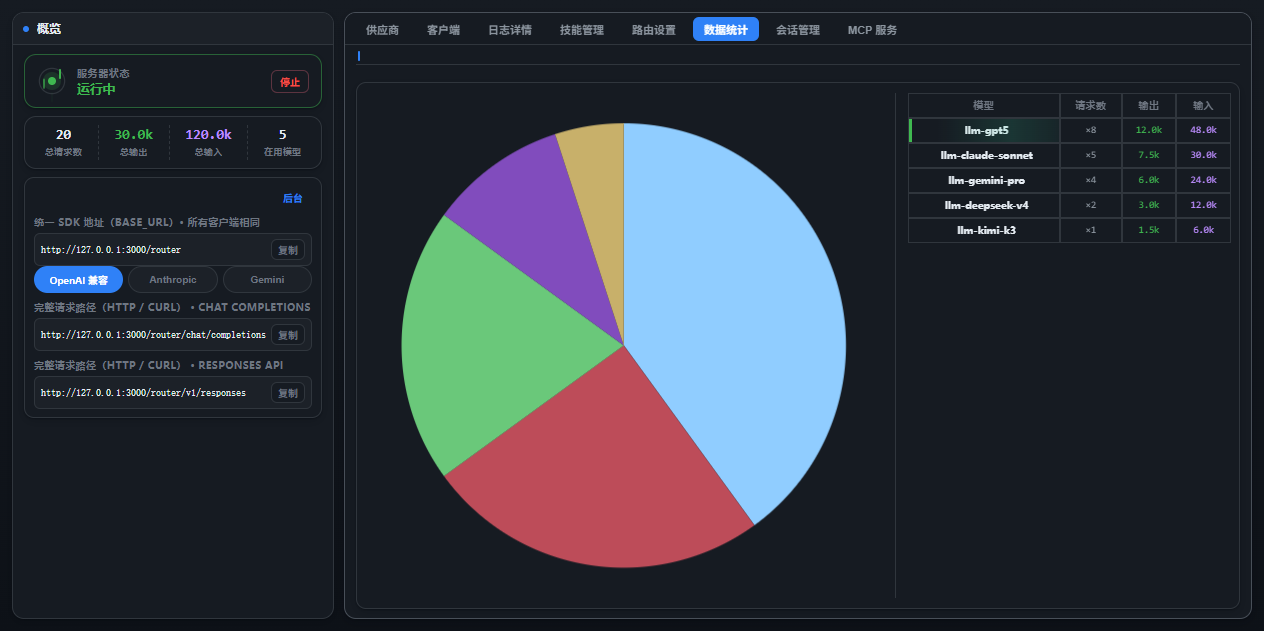 概览
服务器状态
运行中
停止
20 30.0k 120.0k 5
总请求数 总输出 总输入 在用模型
后台
统一 SDK 地址（BASE_URL）• 所有客户端相同
http://127.0.0.1:3000/router 复制
OpenAI 兼容 Anthropic Gemini
完整请求路径（HTTP / CURL） • CHAT COMPLETIONS
http://127.0.0.1:3000/router/chat/completions 复制
完整请求路径（HTTP / CURL） • RESPONSES API
http://127.0.0.1:3000/router/v1/responses 复制
供应商 客户端 日志详情 技能管理 路由设置 数据统计 会话管理 MCP 服务
模型 请求数 输出 输入
llm-gpt5 ×8 12.0k 48.0k
llm-claude-sonnet ×5 7.5k 30.0k
llm-gemini-pro ×4 6.0k 24.0k
llm-deepseek-v4 ×2 3.0k 12.0k
llm-kimi-k3 ×1 1.5k 6.0k